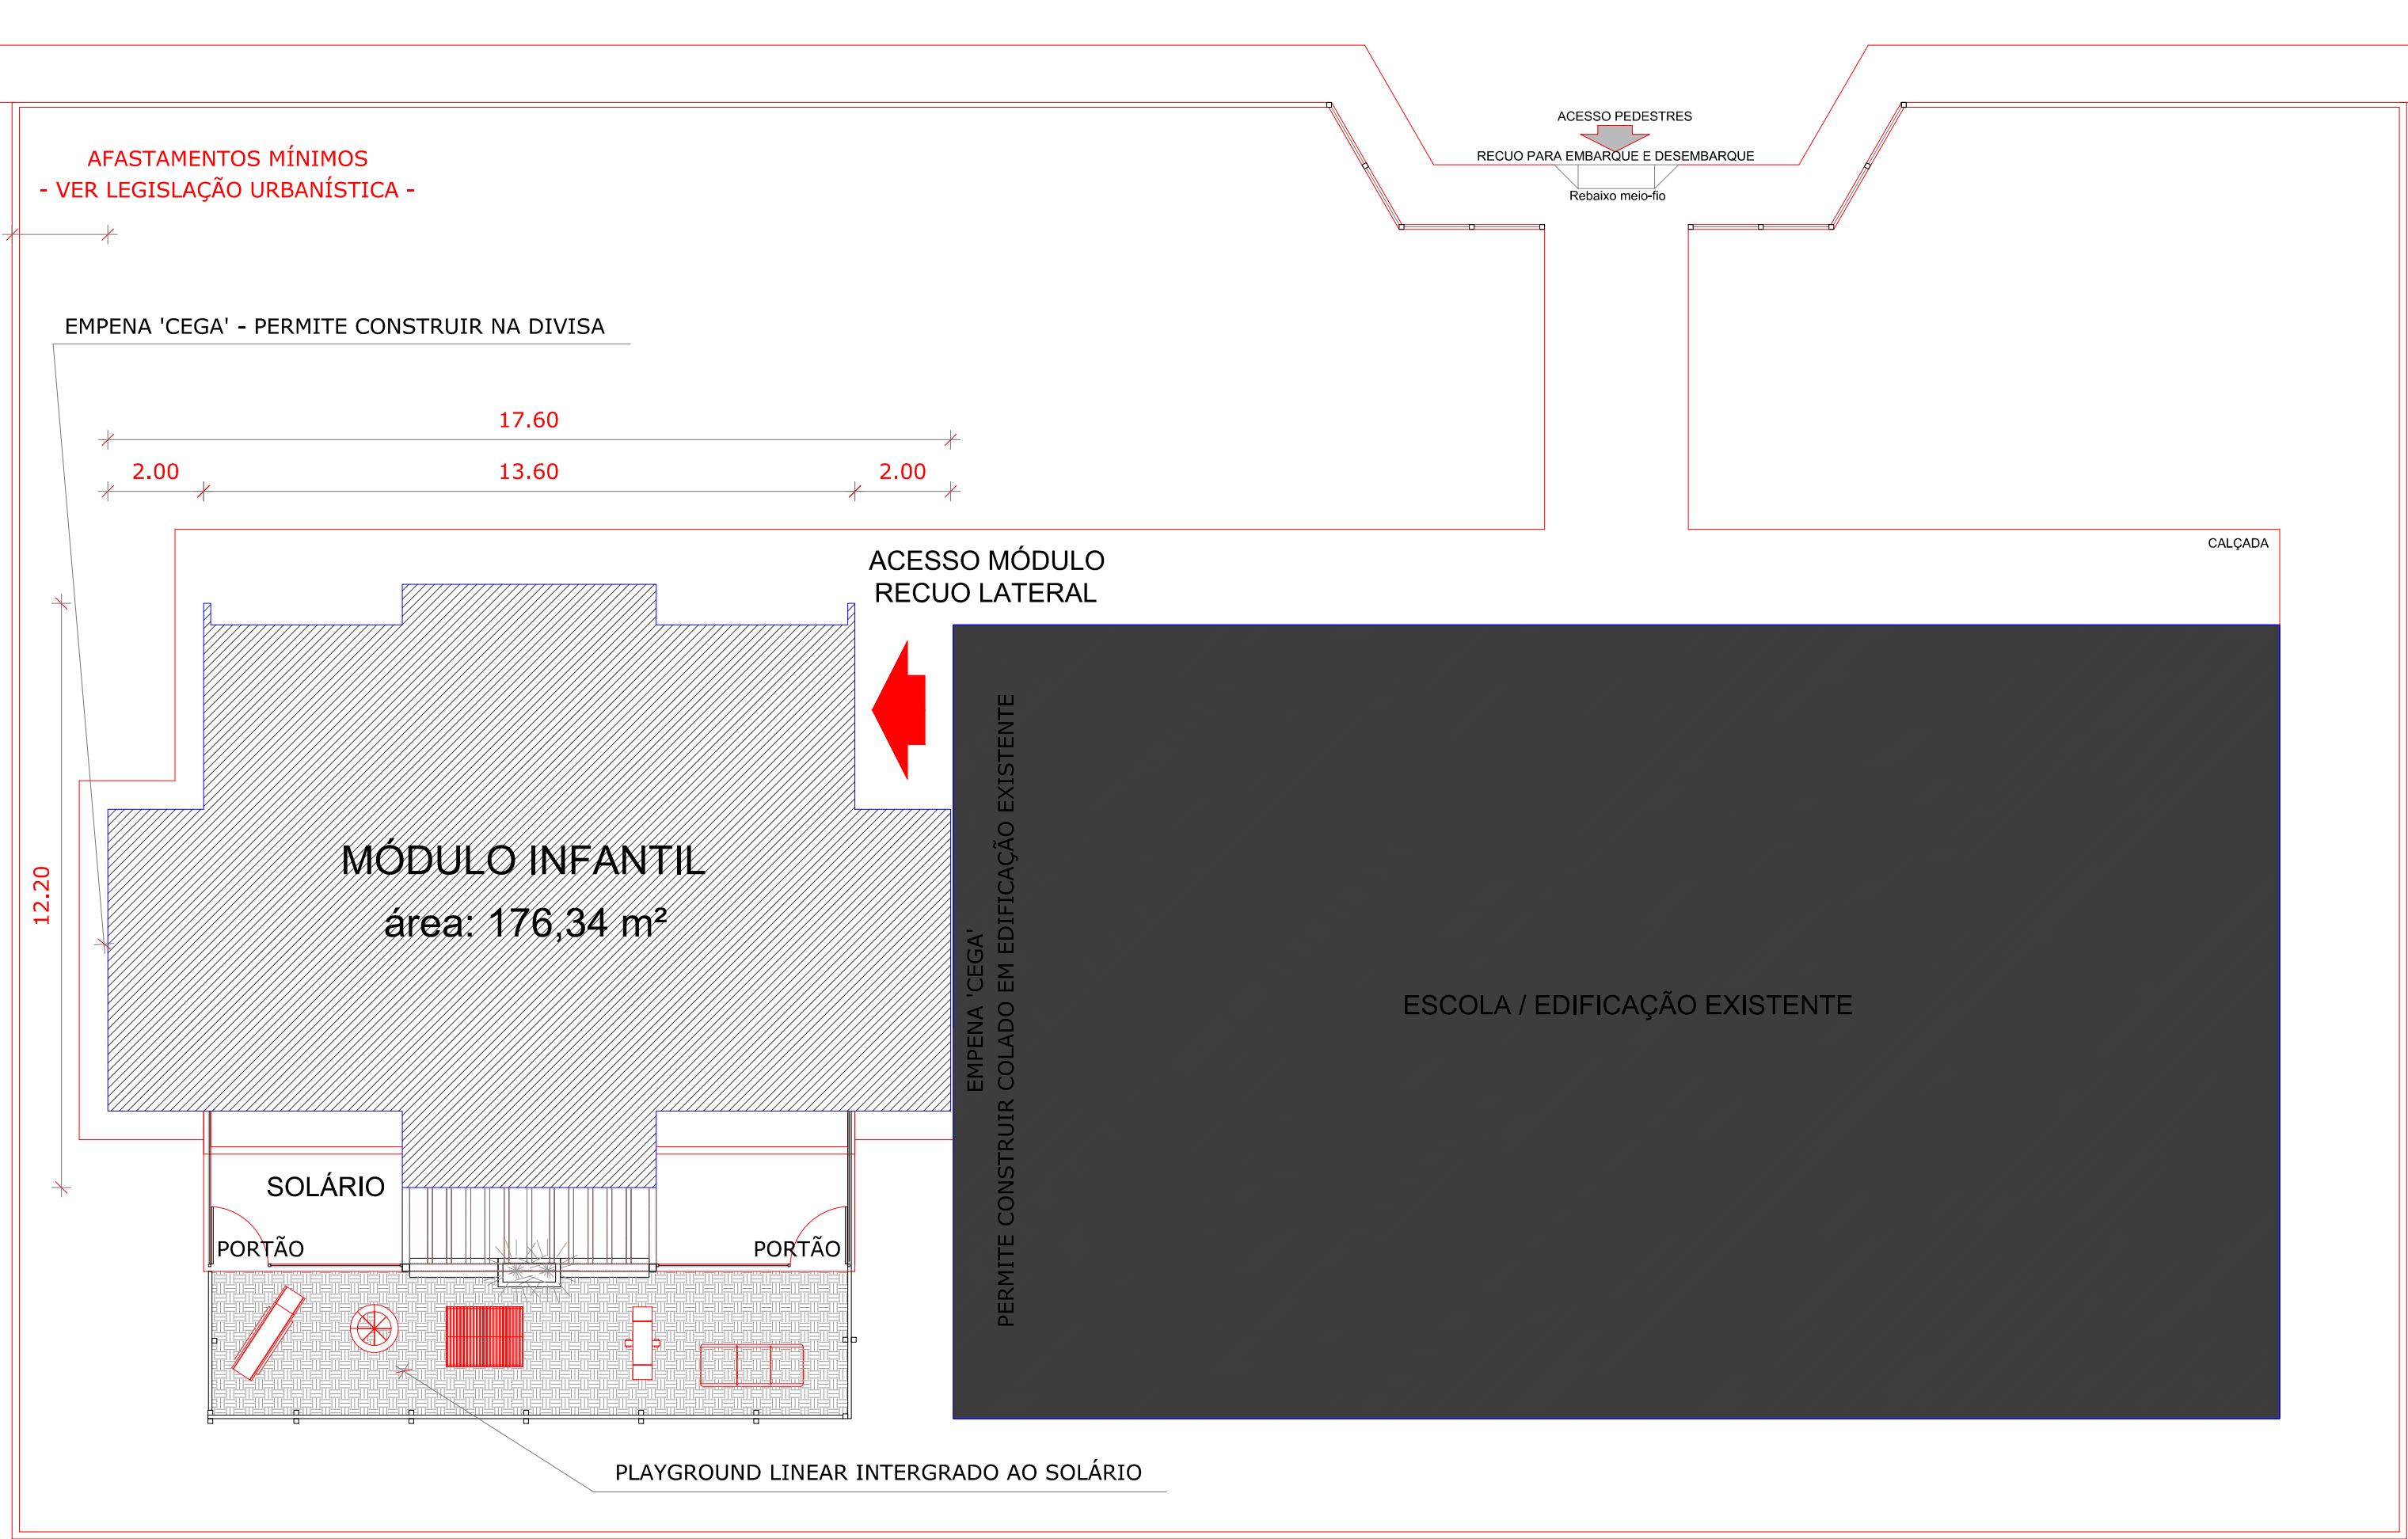 ACESSO PEDESTRES
RECUO PARA EMBARQUE E DESEMBARQUE
Rebaixo meio-fio
AFASTAMENTOS MÍNIMOS
- VER LEGISLAÇÃO URBANÍSTICA -
EMPENA 'CEGA' - PERMITE CONSTRUIR NA DIVISA
17.60
2.00
13.60
2.00
CALÇADA
ACESSO MÓDULO
RECUO LATERAL
12.20
MÓDULO INFANTIL
área: 176,34 m²
EMPENA 'CEGA'
PERMITE CONSTRUIR COLADO EM EDIFICAÇÃO EXISTENTE
ESCOLA / EDIFICAÇÃO EXISTENTE
SOLÁRIO
PORTÃO
PORTÃO
PLAYGROUND LINEAR INTERGRADO AO SOLÁRIO